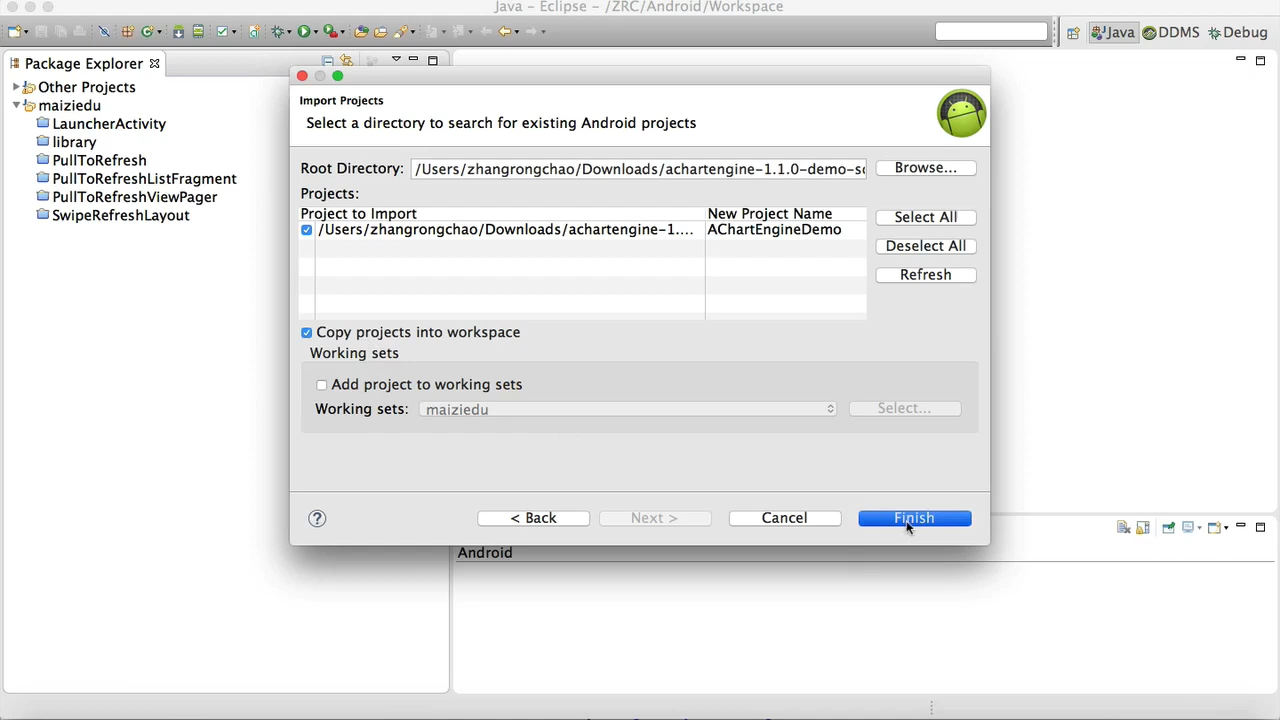 Java – Eclipse – /ZRC/Android/Workspace
Java DDMS Debug
Package Explorer
Other Projects
maiziedu
LauncherActivity
library
PullToRefresh
PullToRefreshListFragment
PullToRefreshViewPager
SwipeRefreshLayout
Import Projects
Select a directory to search for existing Android projects
Root Directory: /Users/zhangrongchao/Downloads/achartengine-1.1.0-demo-so Browse...
Projects:
Project to Import New Project Name
/Users/zhangrongchao/Downloads/achartengine-1.... AChartEngineDemo
Select All
Deselect All
Refresh
Copy projects into workspace
Working sets
Add project to working sets
Working sets: maiziedu Select...
? < Back Next > Cancel Finish
Android